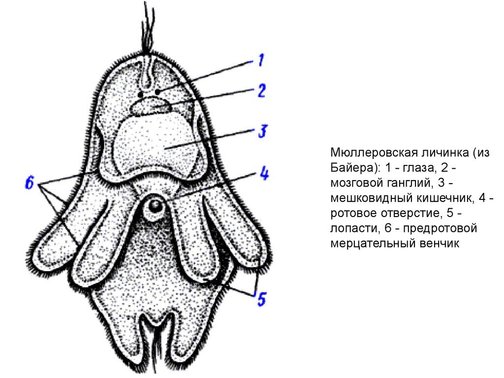 1
2
3
4
6
5
Мюллеровская личинка (из
Байера): 1 - глаза, 2 -
мозговой ганглий, 3 -
мешковидный кишечник, 4 -
ротовое отверстие, 5 -
лопасти, 6 - предротовой
мерцательный венчик